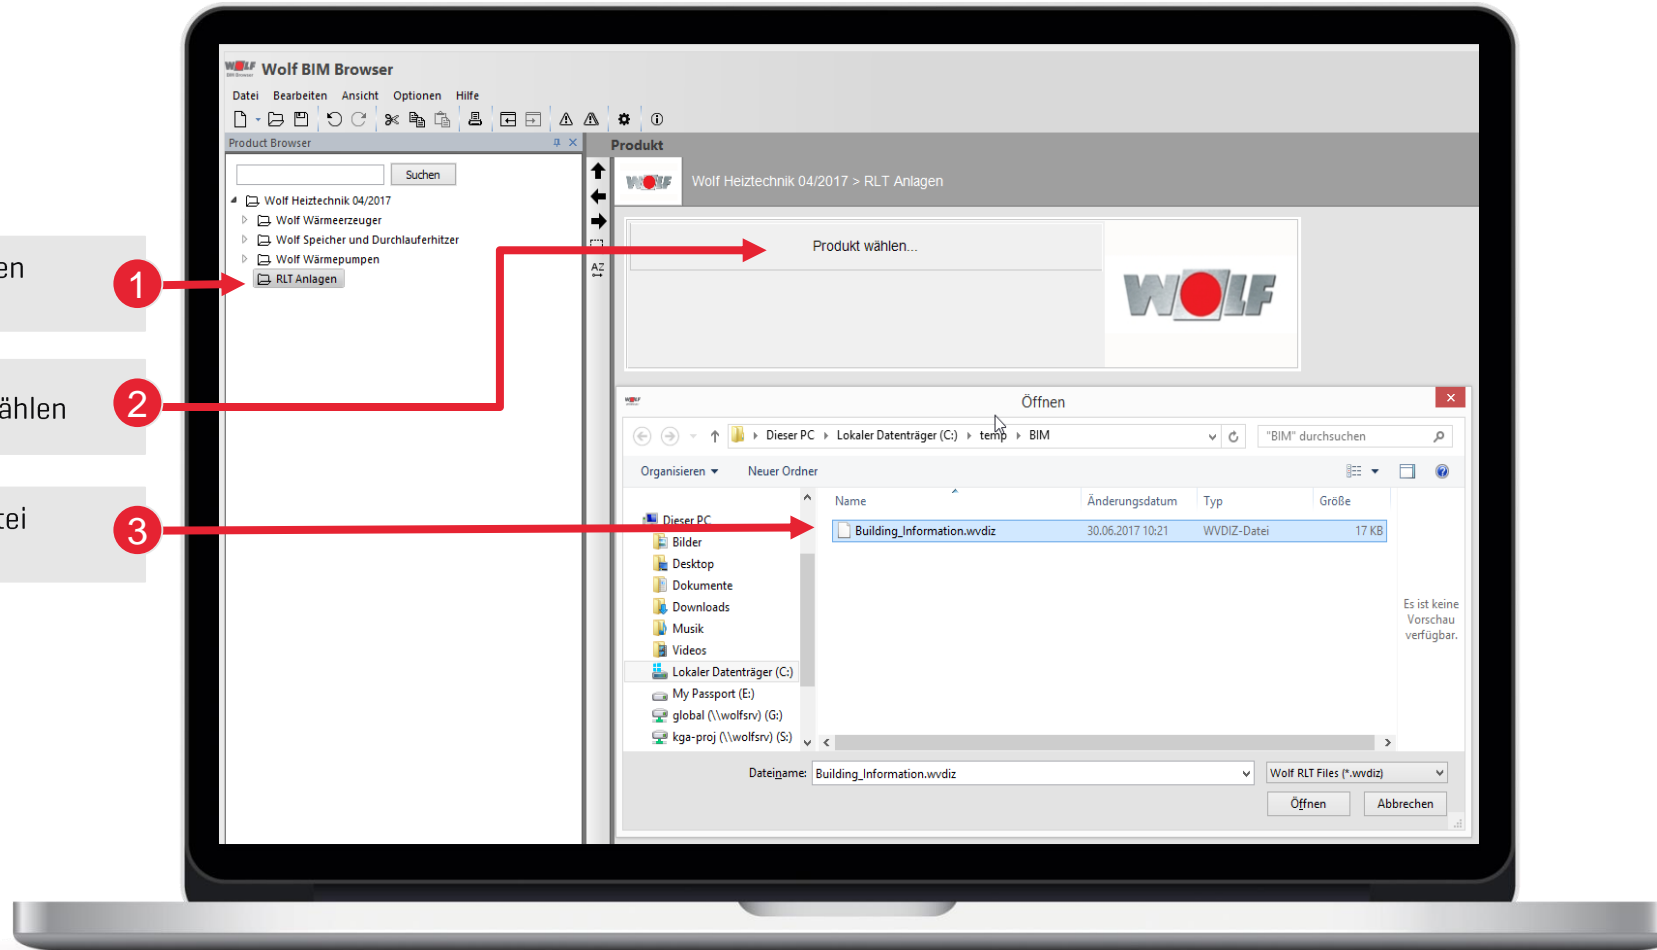 WOLF Wolf BIM Browser
Datei Bearbeiten Ansicht Optionen Hilfe
Product Browser
Suchen
Wolf Heiztechnik 04/2017
Wolf Wärmeerzeuger
Wolf Speicher und Durchlauferhitzer
Wolf Wärmepumpen
RLT Anlagen
en
1
ählen
2
tei
3
AZ
Produkt
WOLF Wolf Heiztechnik 04/2017 > RLT Anlagen
Produkt wählen...
WOLF
Öffnen
Dieser PC Lokaler Datenträger (C:) temp BIM
"BIM" durchsuchen
Organisieren Neuer Ordner
Name Änderungsdatum Typ Größe
Building_Information.wvdiz 30.06.2017 10:21 WVDIZ-Datei 17 KB
Dieser PC
Bilder
Desktop
Dokumente
Downloads
Musik
Videos
Lokaler Datenträger (C:)
My Passport (E:)
global (\\wolfsrv) (G:)
kga-proj (\\wolfsrv) (S:)
Es ist keine
Vorschau
verfügbar.
Dateiname: Building_Information.wvdiz
Wolf RLT Files (*.wvdiz)
Öffnen Abbrechen